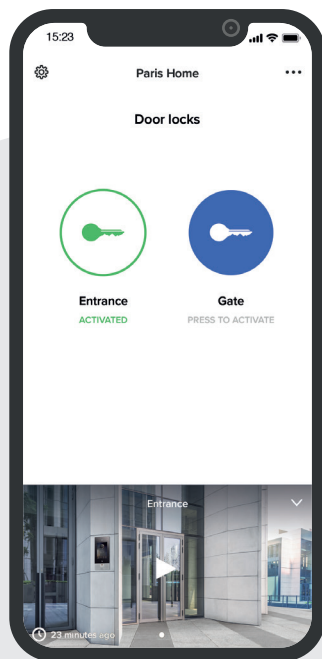 15:23
Paris Home
Door locks
Entrance Gate
ACTIVATED PRESS TO ACTIVATE
Entrance
23 minutes ago